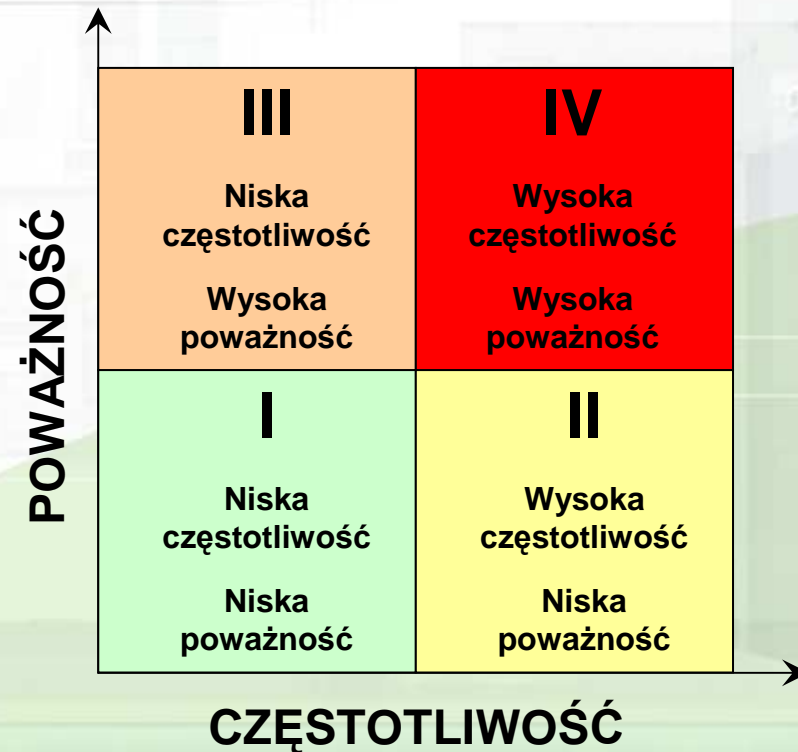 POWAŻNOŚĆ
III
Niska
częstotliwość
Wysoka
poważność
IV
Wysoka
częstotliwość
Wysoka
poważność
I
Niska
częstotliwość
Niska
poważność
II
Wysoka
częstotliwość
Niska
poważność
CZĘSTOTLIWOŚĆ